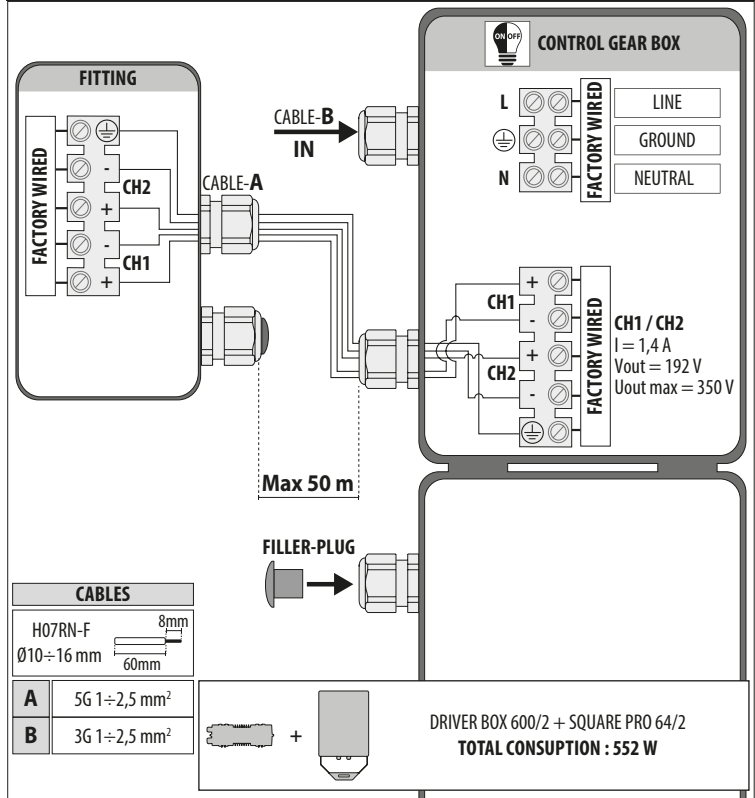 ON OFF
CONTROL GEAR BOX
FITTING
FACTORY WIRED
-
CH2
+
-
CH1
+
CABLE-A
CABLE-B
IN
L
N
FACTORY WIRED
LINE
GROUND
NEUTRAL
+
CH1
-
+
CH2
-
FACTORY WIRED
CH1 / CH2
I = 1,4 A
Vout = 192 V
Uout max = 350 V
Max 50 m
FILLER-PLUG
CABLES
H07RN-F
Ø10÷16 mm
8mm
60mm
A 5G 1÷2,5 mm²
B 3G 1÷2,5 mm²
+
DRIVER BOX 600/2 + SQUARE PRO 64/2
TOTAL CONSUPTION : 552 W